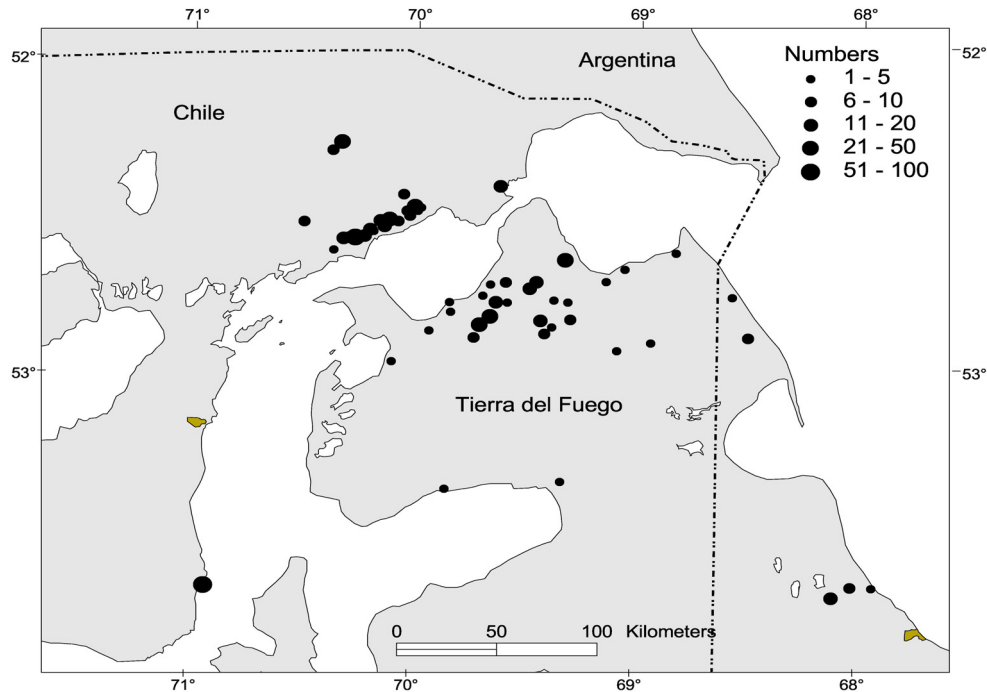 71° 70° 69° 68°
52° 52°
Argentina
Numbers
1 - 5
6 - 10
11 - 20
21 - 50
51 - 100
Chile
53° 53°
Tierra del Fuego
0 50 100 Kilometers
71° 70° 69° 68°